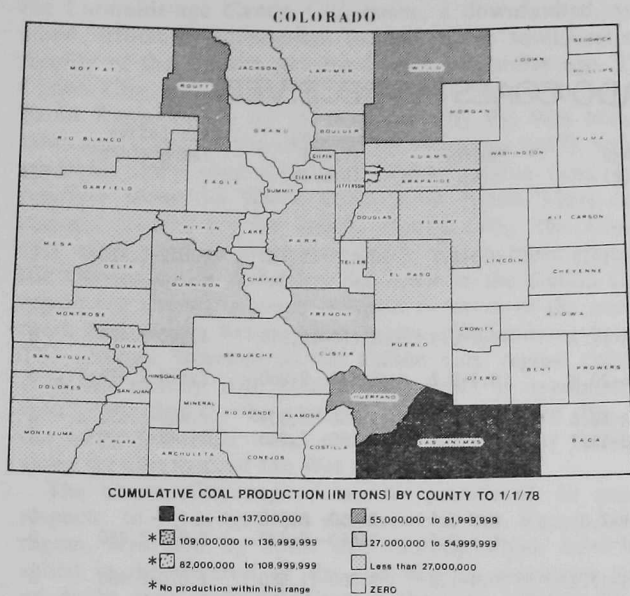 COLORADO
MOFFAT
ROUTT
JACKSON
LARIMER
WELD
LOGAN
SEDGWICK
PHILLIPS
MORGAN
RIO BLANCO
GRAND
BOULDER
GILPIN
ADAMS
WASHINGTON
YUMA
GARFIELD
EAGLE
CLEAR CREEK
JEFFERSON
ARAPAHOE
SUMMIT
DOUGLAS
ELBERT
KIT CARSON
PITKIN
LAKE
PARK
MESA
DELTA
GUNNISON
CHAFFEE
TELLER
EL PASO
LINCOLN
CHEYENNE
MONTROSE
FREMONT
KIOWA
CROWLEY
OURAY
SAGUACHE
CUSTER
PUEBLO
SAN MIGUEL
HINSDALE
OTERO
BENT
PROWERS
DOLORES
SAN JUAN
MINERAL
HUERFANO
RIO GRANDE
ALAMOSA
MONTEZUMA
LA PLATA
ARCHULETA
CONEJOS
COSTILLA
LAS ANIMAS
BACA
CUMULATIVE COAL PRODUCTION (IN TONS) BY COUNTY TO 1/1/78
Greater than 137,000,000
55,000,000 to 81,999,999
* 109,000,000 to 136,999,999
27,000,000 to 54,999,999
* 82,000,000 to 108,999,999
Less than 27,000,000
* No production within this range
ZERO